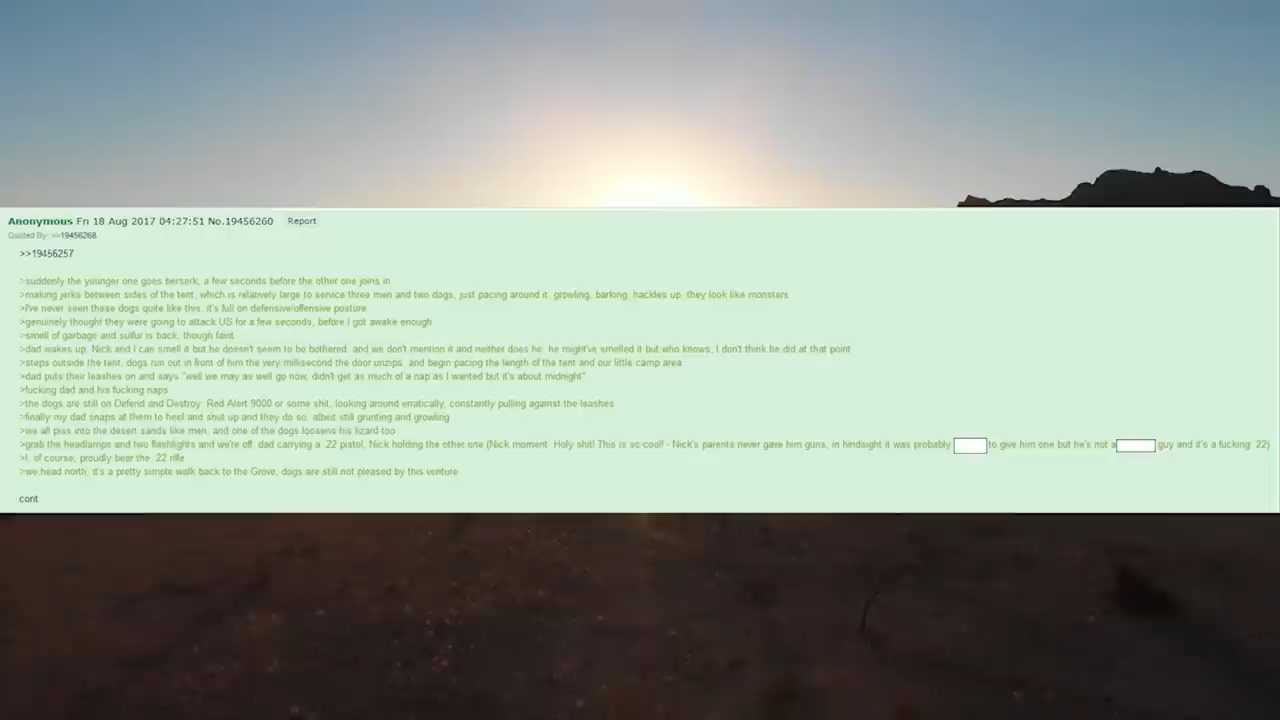 Anonymous Fri 18 Aug 2017 04:27:51 No.19456260 Report
Quoted By: >>19456268
>>19456257
>suddenly the younger one goes berserk, a few seconds before the other one joins in
>making jerks between sides of the tent, which is relatively large to service three men and two dogs, just pacing around it. growling, barking, hackles up. they look like monsters
>I've never seen these dogs quite like this, it's full on defensive/offensive posture
>genuinely thought they were going to attack US for a few seconds, before I got awake enough
>smell of garbage and sulfur is back, though faint
>dad wakes up, Nick and I can smell it but he doesn't seem to be bothered. and we don't mention it and neither does he. he might've smelled it but who knows, I don't think he did at that point
>steps outside the tent, dogs run out in front of him the very millisecond the door unzips. and begin pacing the length of the tent and our little camp area
>dad puts their leashes on and says "well we may as well go now, didn't get as much of a nap as I wanted but it's about midnight"
>fucking dad and his fucking naps
>the dogs are still on Defend and Destroy: Red Alert 9000 or some shit, looking around erratically, constantly pulling against the leashes
>finally my dad snaps at them to heel and shut up and they do so, albeit still grunting and growling
>we all piss into the desert sands like men, and one of the dogs loosens his lizard too
>grab the headlamps and two flashlights and we're off. dad carrying a .22 pistol, Nick holding the other one (Nick moment: Holy shit! This is so cool! - Nick's parents never gave him guns, in hindsight it was probably to give him one but he's not a guy and it's a fucking .22)
>I, of course, proudly bear the .22 rifle
>we head north, it's a pretty simple walk back to the Grove, dogs are still not pleased by this venture
cont